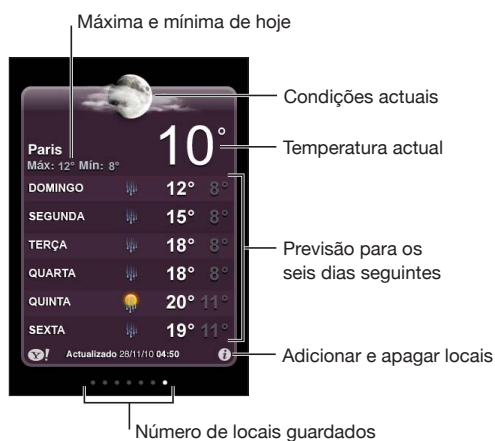 Máxima e mínima de hoje
Condições actuais
10°
Temperatura actual
Paris
Máx: 12° Mín: 8°
DOMINGO 12° 8°
SEGUNDA 15° 8°
TERÇA 18° 8°
QUARTA 18° 8°
QUINTA 20° 11°
SEXTA 19° 11°
Previsão para os
seis dias seguintes
Y! Actualizado 28/11/10 04:50 i
Adicionar e apagar locais
Número de locais guardados